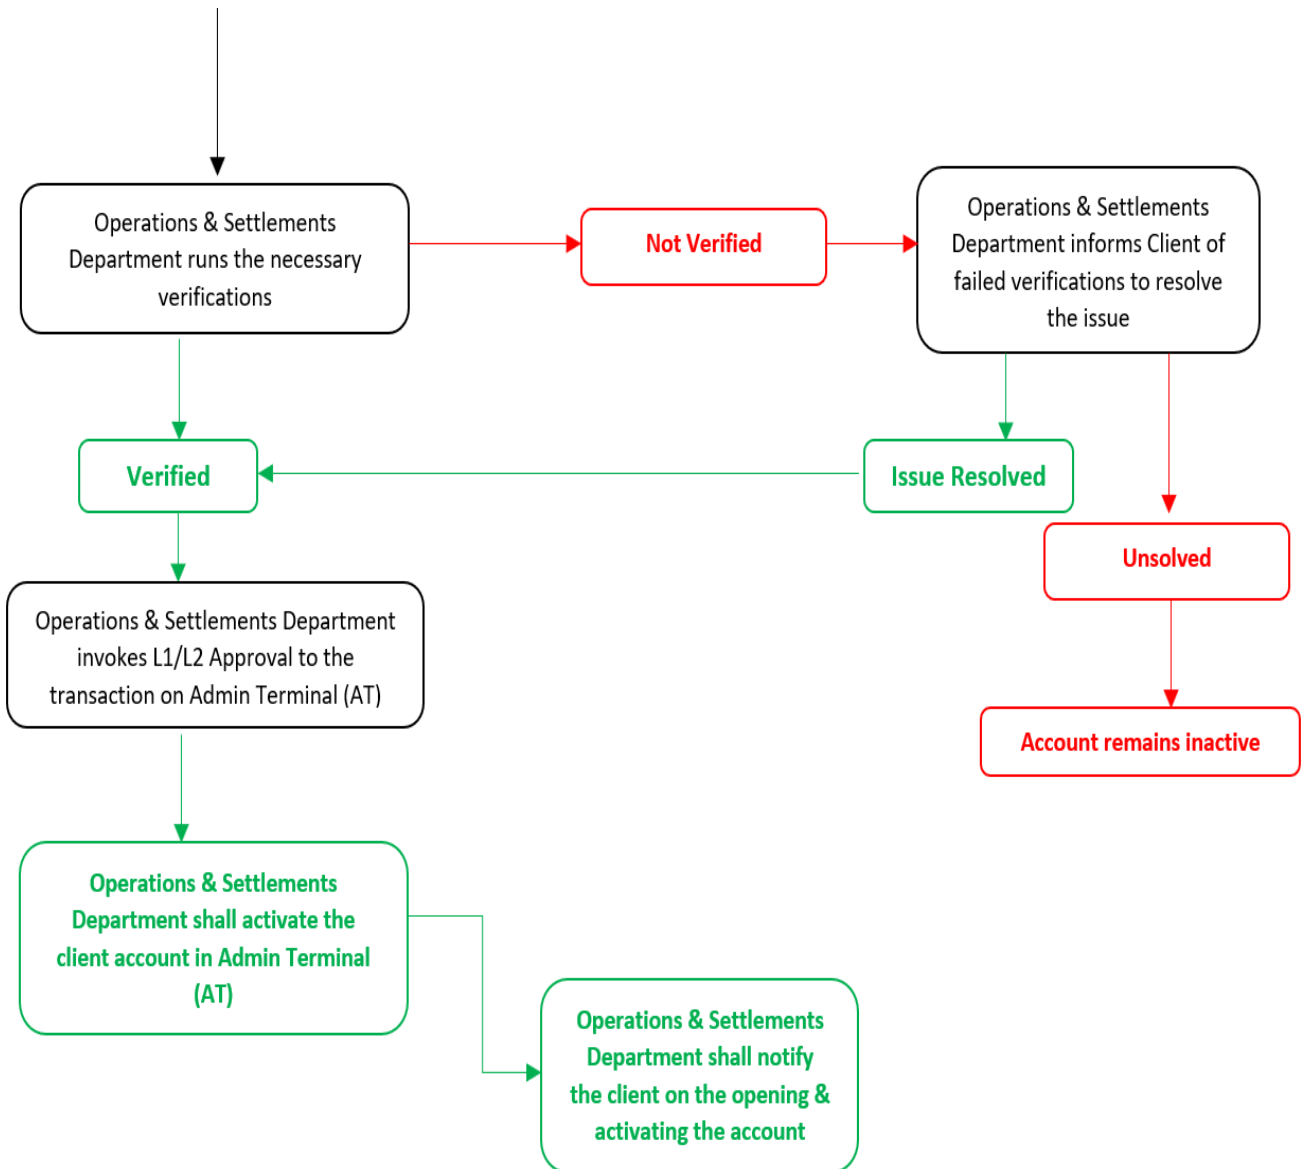 Operations & Settlements
Department runs the necessary
verifications
Not Verified
Operations & Settlements
Department informs Client of
failed verifications to resolve
the issue
Verified
Issue Resolved
Unsolved
Operations & Settlements Department
invokes L1/L2 Approval to the
transaction on Admin Terminal (AT)
Account remains inactive
Operations & Settlements
Department shall activate the
client account in Admin Terminal
(AT)
Operations & Settlements
Department shall notify
the client on the opening &
activating the account